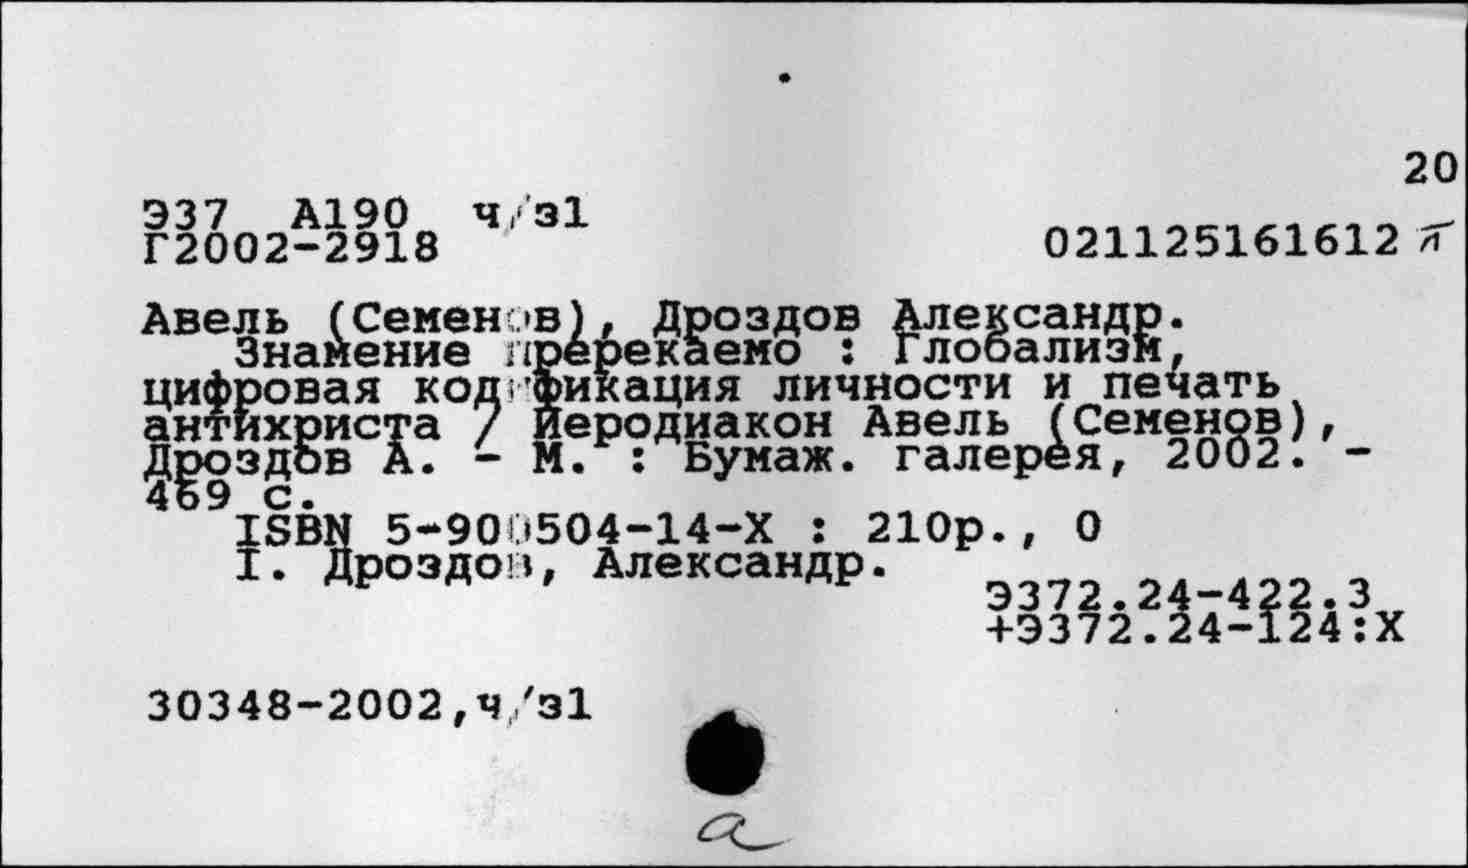 20
Э37 А190 ч/з1
Г2002-2918
021125161612 л
Авель (Семенов), Дроздов Александр.
Знамение пререкаемо : Глобализм,
цифровая кодификация личности и печать
антихриста / Иеродиакон Авель (Семенов),
Дроздов А. - М. : Бумаж. галерея, 2002. -
469 с.
ISBN 5-900504-14-X : 210р., 0
I. Дроздов, Александр.
Э372.24-422.3
+Э372.24-124:Х
30348-2002,ч/з1
а